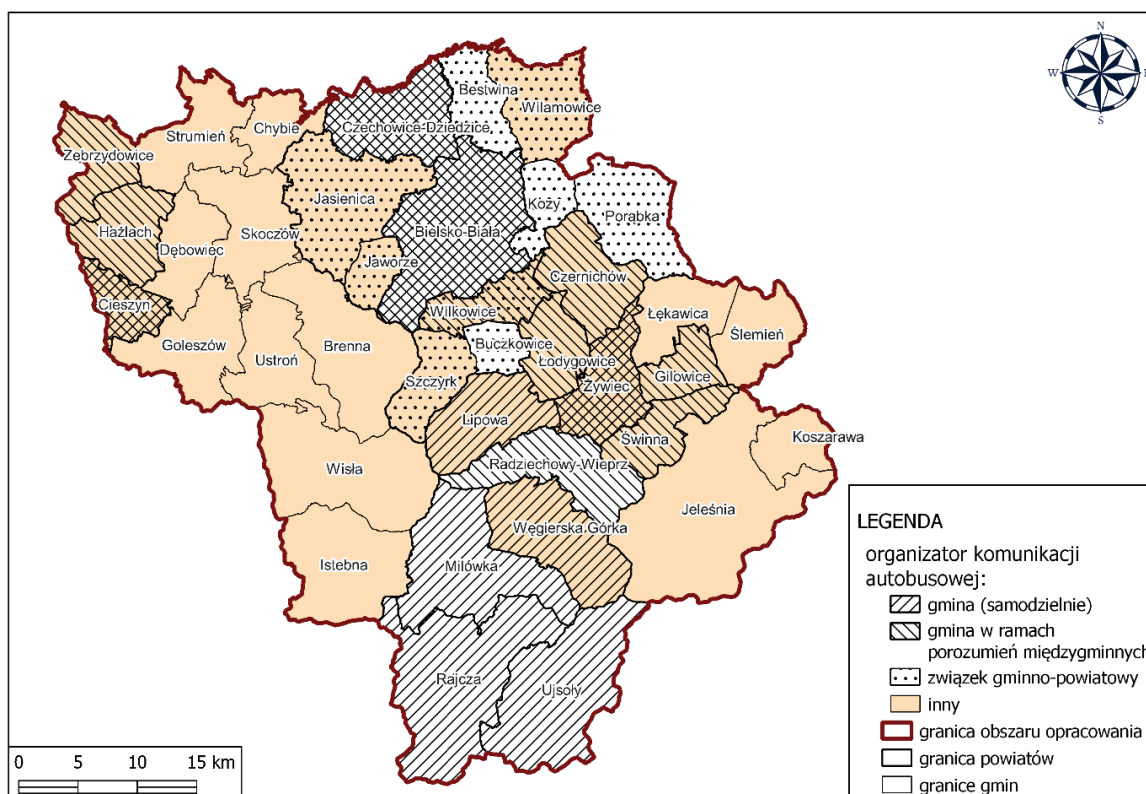 N
W
E
S
Bestwina
Wilamowice
Czechowice-Dziedzice
Chybie
Strumień
Zebrzydowice
Jasienica
Kozy
Porąbka
Hażlach
Skoczów
Bielsko-Biała
Dębowiec
Jaworze
Czernichów
Cieszyn
Wilkowice
Łękawica
Ślemień
Goleszów
Ustroń
Brenna
Buczkowice
Łodygowice
Gilowice
Szczyrk
Żywiec
Lipowa
Świnna
Koszarawa
Wisła
Radziechowy-Wieprz
Jeleśnia
Węgierska Górka
Istebna
Milówka
Rajcza
Ujsoły
LEGENDA
organizator komunikacji
autobusowej:
gmina (samodzielnie)
gmina w ramach
porozumień międzygminnych
związek gminno-powiatowy
inny
granica obszaru opracowania
granica powiatów
granice gmin
0 5 10 15 km